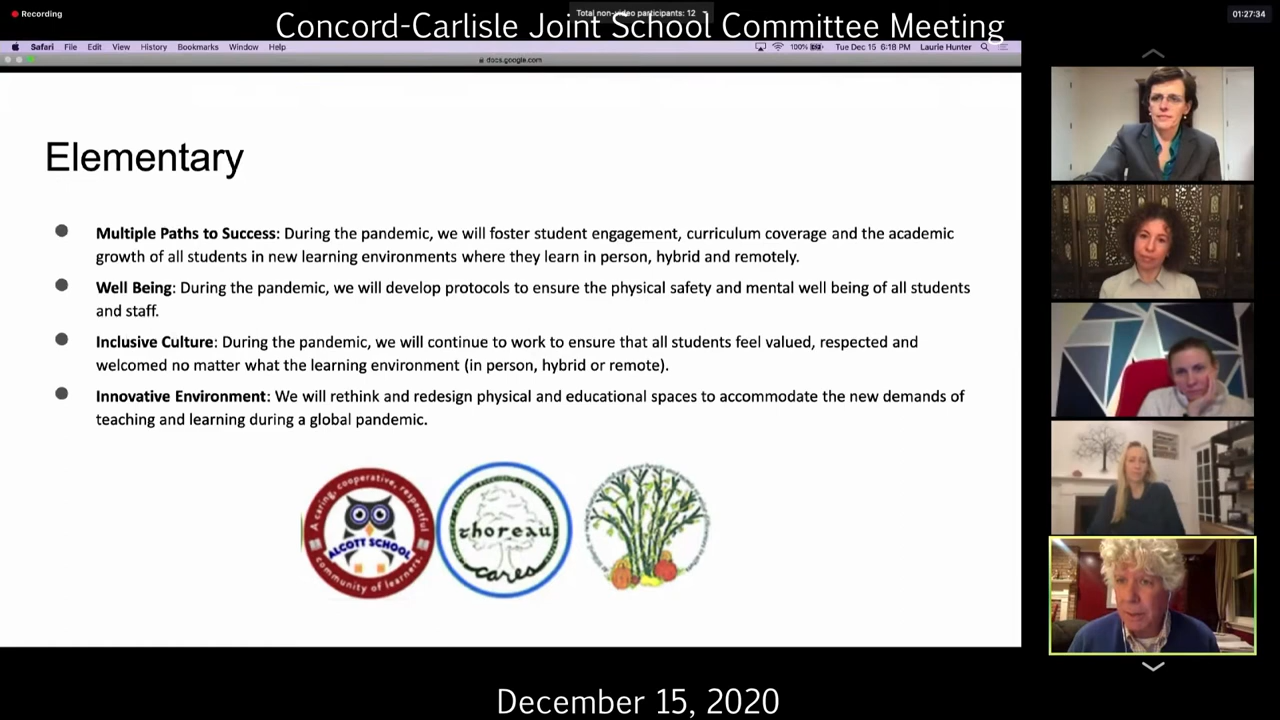 Recording
Total non-video participants: 12
01:27:34
Concord-Carlisle Joint School Committee Meeting
Safari File Edit View History Bookmarks Window Help
100% Tue Dec 15 6:18 PM Laurie Hunter
docs.google.com
Elementary
Multiple Paths to Success: During the pandemic, we will foster student engagement, curriculum coverage and the academic
growth of all students in new learning environments where they learn in person, hybrid and remotely.
Well Being: During the pandemic, we will develop protocols to ensure the physical safety and mental well being of all students
and staff.
Inclusive Culture: During the pandemic, we will continue to work to ensure that all students feel valued, respected and
welcomed no matter what the learning environment (in person, hybrid or remote).
Innovative Environment: We will rethink and redesign physical and educational spaces to accommodate the new demands of
teaching and learning during a global pandemic.
A caring, cooperative, respectful
ALCOTT SCHOOL
community of learners.
thoreau
cares
December 15, 2020